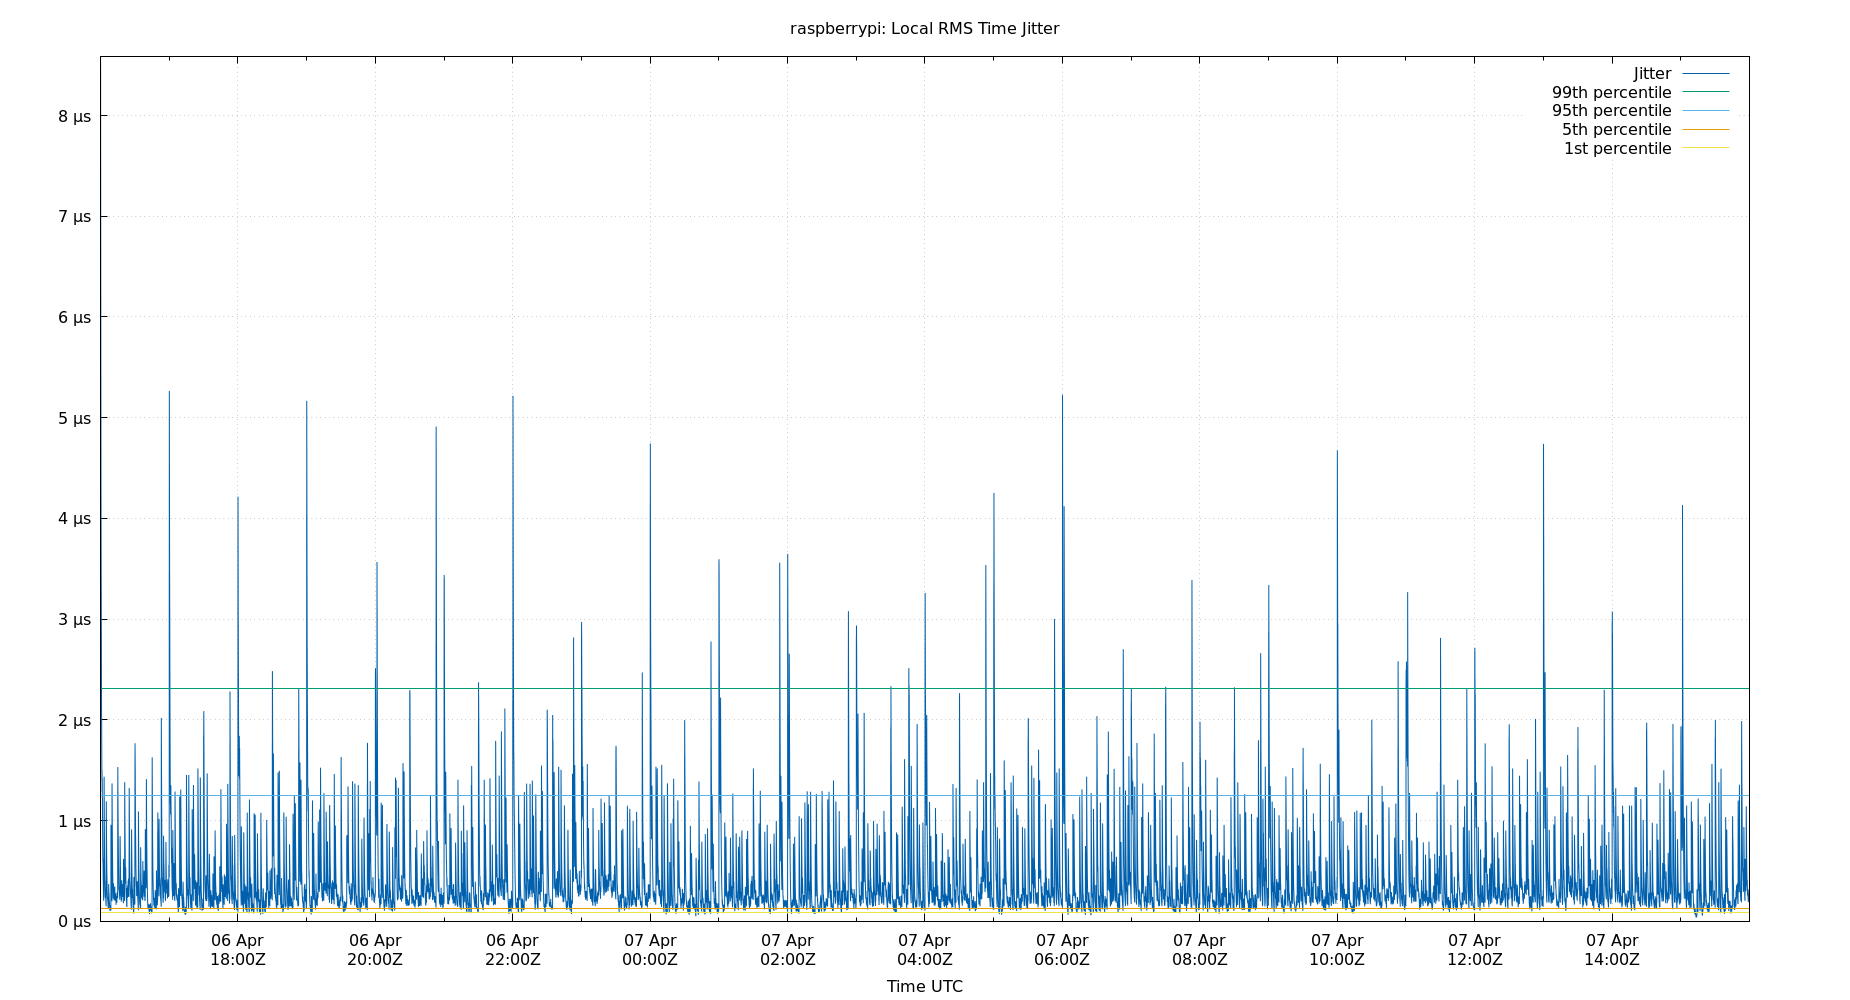 raspberrypi: Local RMS Time Jitter
Jitter
99th percentile
95th percentile
5th percentile
1st percentile
8 µs
7 µs
6 µs
5 µs
4 µs
3 µs
2 µs
1 µs
0 µs
06 Apr 06 Apr 06 Apr 07 Apr 07 Apr 07 Apr 07 Apr 07 Apr 07 Apr 07 Apr 07 Apr
18:00Z 20:00Z 22:00Z 00:00Z 02:00Z 04:00Z 06:00Z 08:00Z 10:00Z 12:00Z 14:00Z
Time UTC